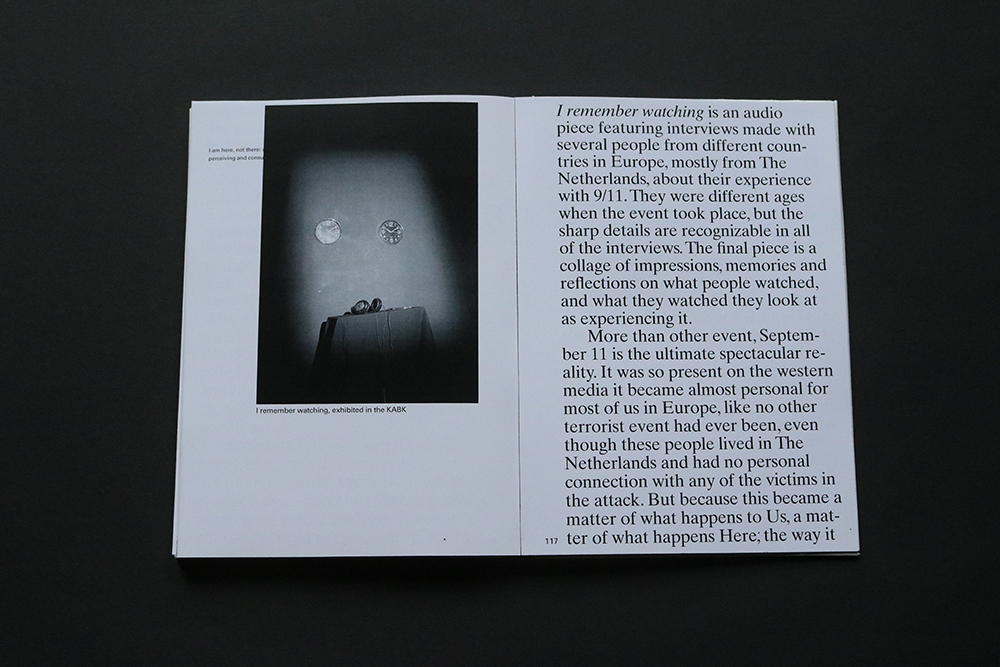 I am here, not there:
perceiving and
I remember watching, exhibited in the KABK
I remember watching is an audio
piece featuring interviews made with
several people from different coun-
tries in Europe, mostly from The
Netherlands, about their experience
with 9/11. They were different ages
when the event took place, but the
sharp details are recognizable in all
of the interviews. The final piece is a
collage of impressions, memories and
reflections on what people watched,
and what they watched they look at
as experiencing it.
More than other event, Septem-
ber 11 is the ultimate spectacular re-
ality. It was so present on the western
media it became almost personal for
most of us in Europe, like no other
terrorist event had ever been, even
though these people lived in The
Netherlands and had no personal
connection with any of the victims in
the attack. But because this became a
matter of what happens to Us, a mat-
ter of what happens Here; the way it
117